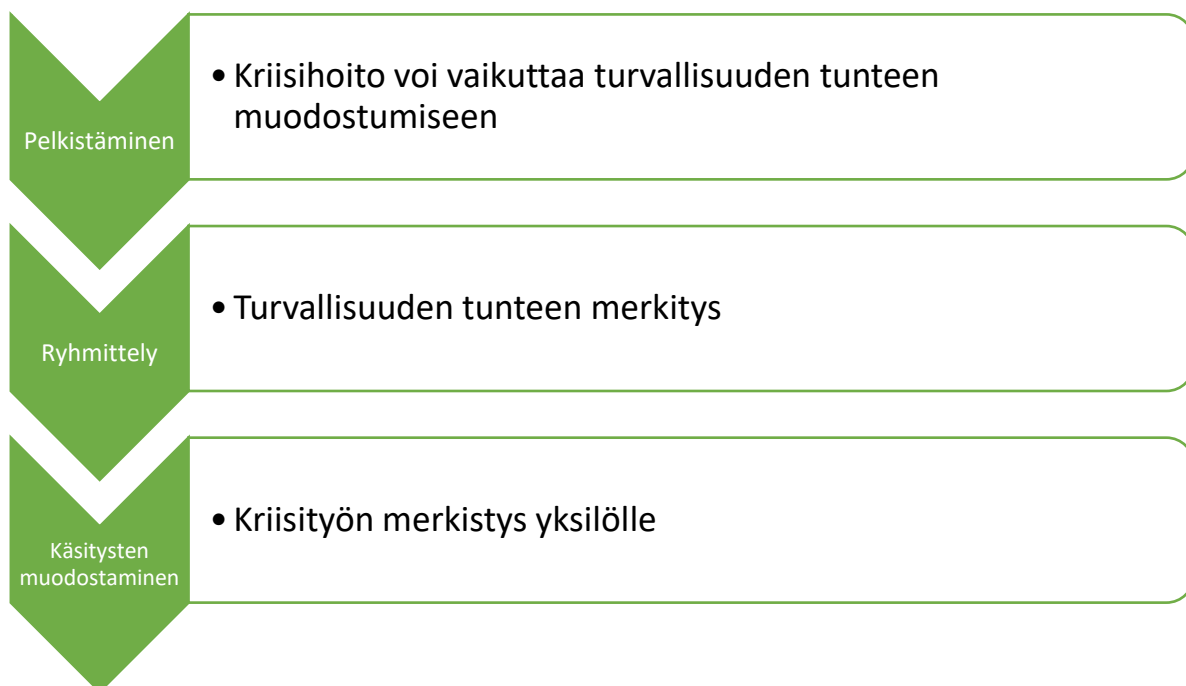 Pelkistäminen
• Kriisihoito voi vaikuttaa turvallisuuden tunteen
muodostumiseen
Ryhmittely
• Turvallisuuden tunteen merkitys
Käsitysten
muodostaminen
• Kriisityön merkistys yksilölle